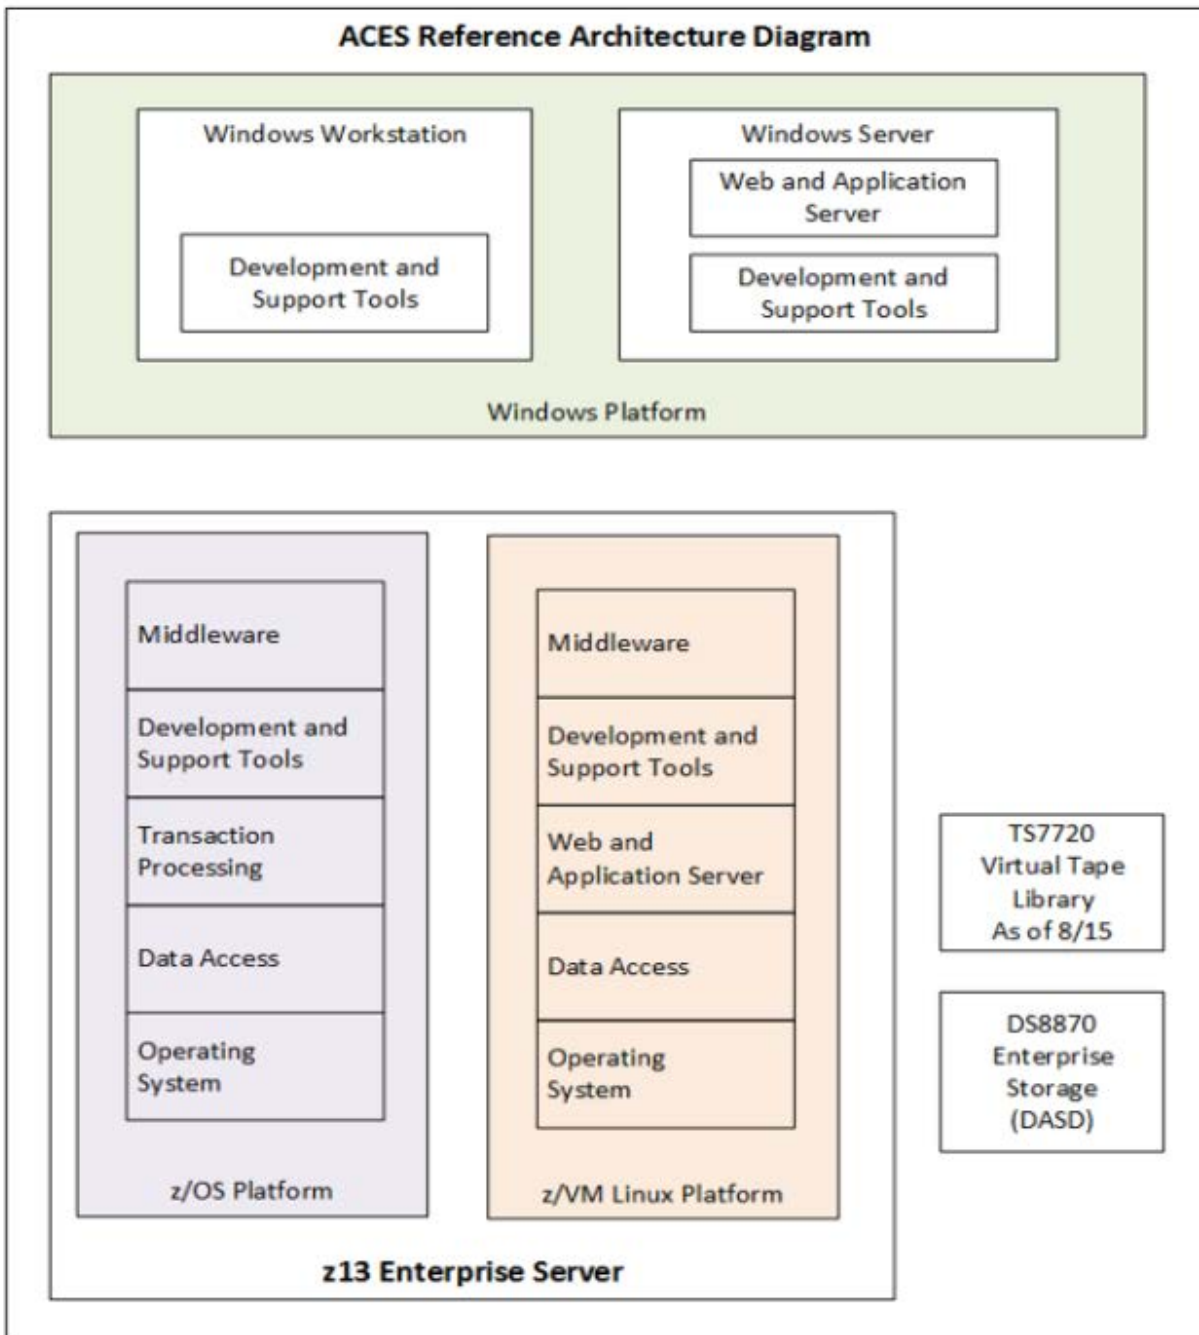 ACES Reference Architecture Diagram
Windows Workstation
Development and
Support Tools
Windows Server
Web and Application
Server
Development and
Support Tools
Windows Platform
Middleware
Development and
Support Tools
Transaction
Processing
Data Access
Operating
System
z/OS Platform
Middleware
Development and
Support Tools
Web and
Application Server
Data Access
Operating
System
z/VM Linux Platform
z13 Enterprise Server
TS7720
Virtual Tape
Library
As of 8/15
DS8870
Enterprise
Storage
(DASD)